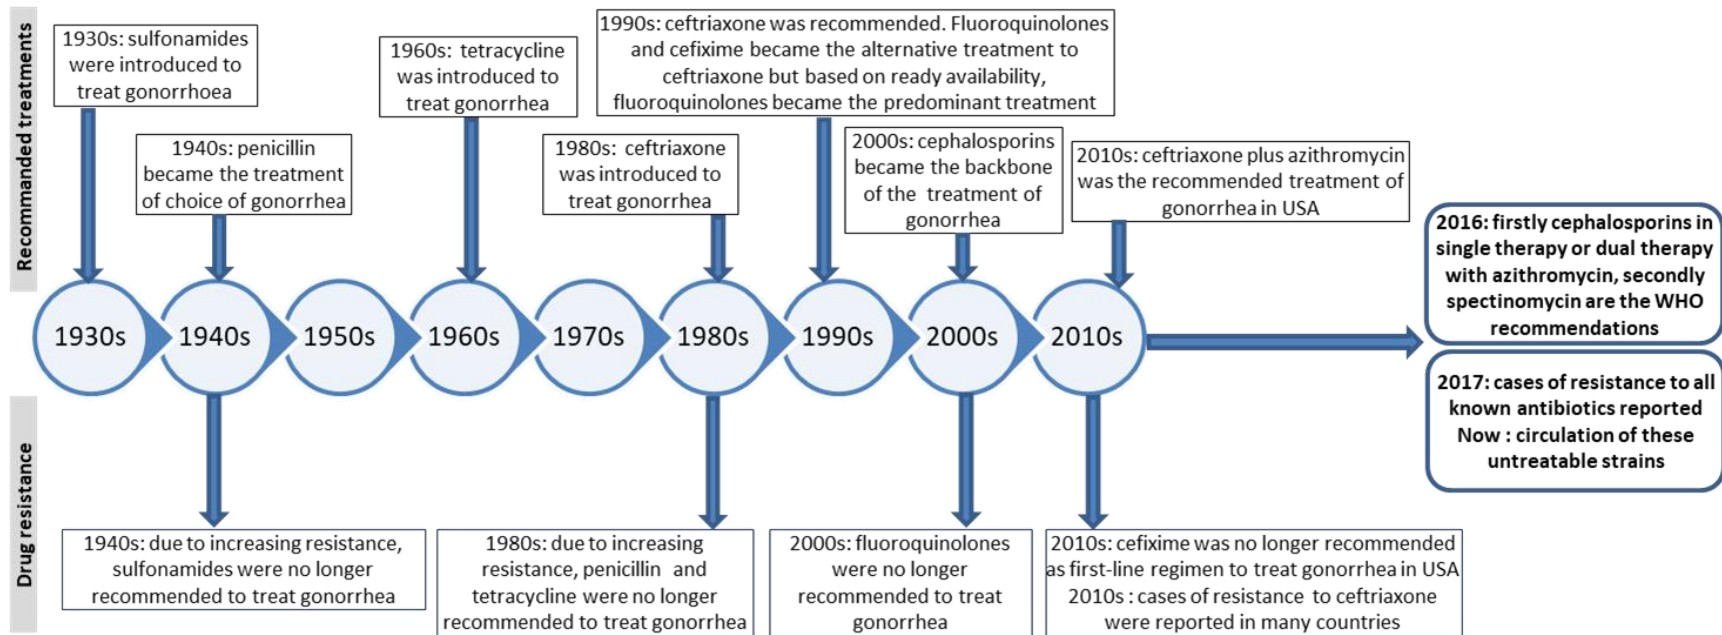 Recommanded treatments
1930s: sulfonamides
were introduced to
treat gonorrhoea
1940s: penicillin
became the treatment
of choice of gonorrhea
1960s: tetracycline
was introduced to
treat gonorrhea
1980s: ceftriaxone
was introduced to
treat gonorrhea
1990s: ceftriaxone was recommended. Fluoroquinolones
and cefixime became the alternative treatment to
ceftriaxone but based on ready availability,
fluoroquinolones became the predominant treatment
2000s: cephalosporins
became the backbone
of the treatment of
gonorrhea
2010s: ceftriaxone plus azithromycin
was the recommended treatment of
gonorrhea in USA
1930s
1940s
1950s
1960s
1970s
1980s
1990s
2000s
2010s
2016: firstly cephalosporins in
single therapy or dual therapy
with azithromycin, secondly
spectinomycin are the WHO
recommendations
2017: cases of resistance to all
known antibiotics reported
Now : circulation of these
untreatable strains
Drug resistance
1940s: due to increasing resistance,
sulfonamides were no longer
recommended to treat gonorrhea
1980s: due to increasing
resistance, penicillin and
tetracycline were no longer
recommended to treat gonorrhea
2000s: fluoroquinolones
were no longer
recommended to treat
gonorrhea
2010s: cefixime was no longer recommended
as first-line regimen to treat gonorrhea in USA
2010s : cases of resistance to ceftriaxone
were reported in many countries